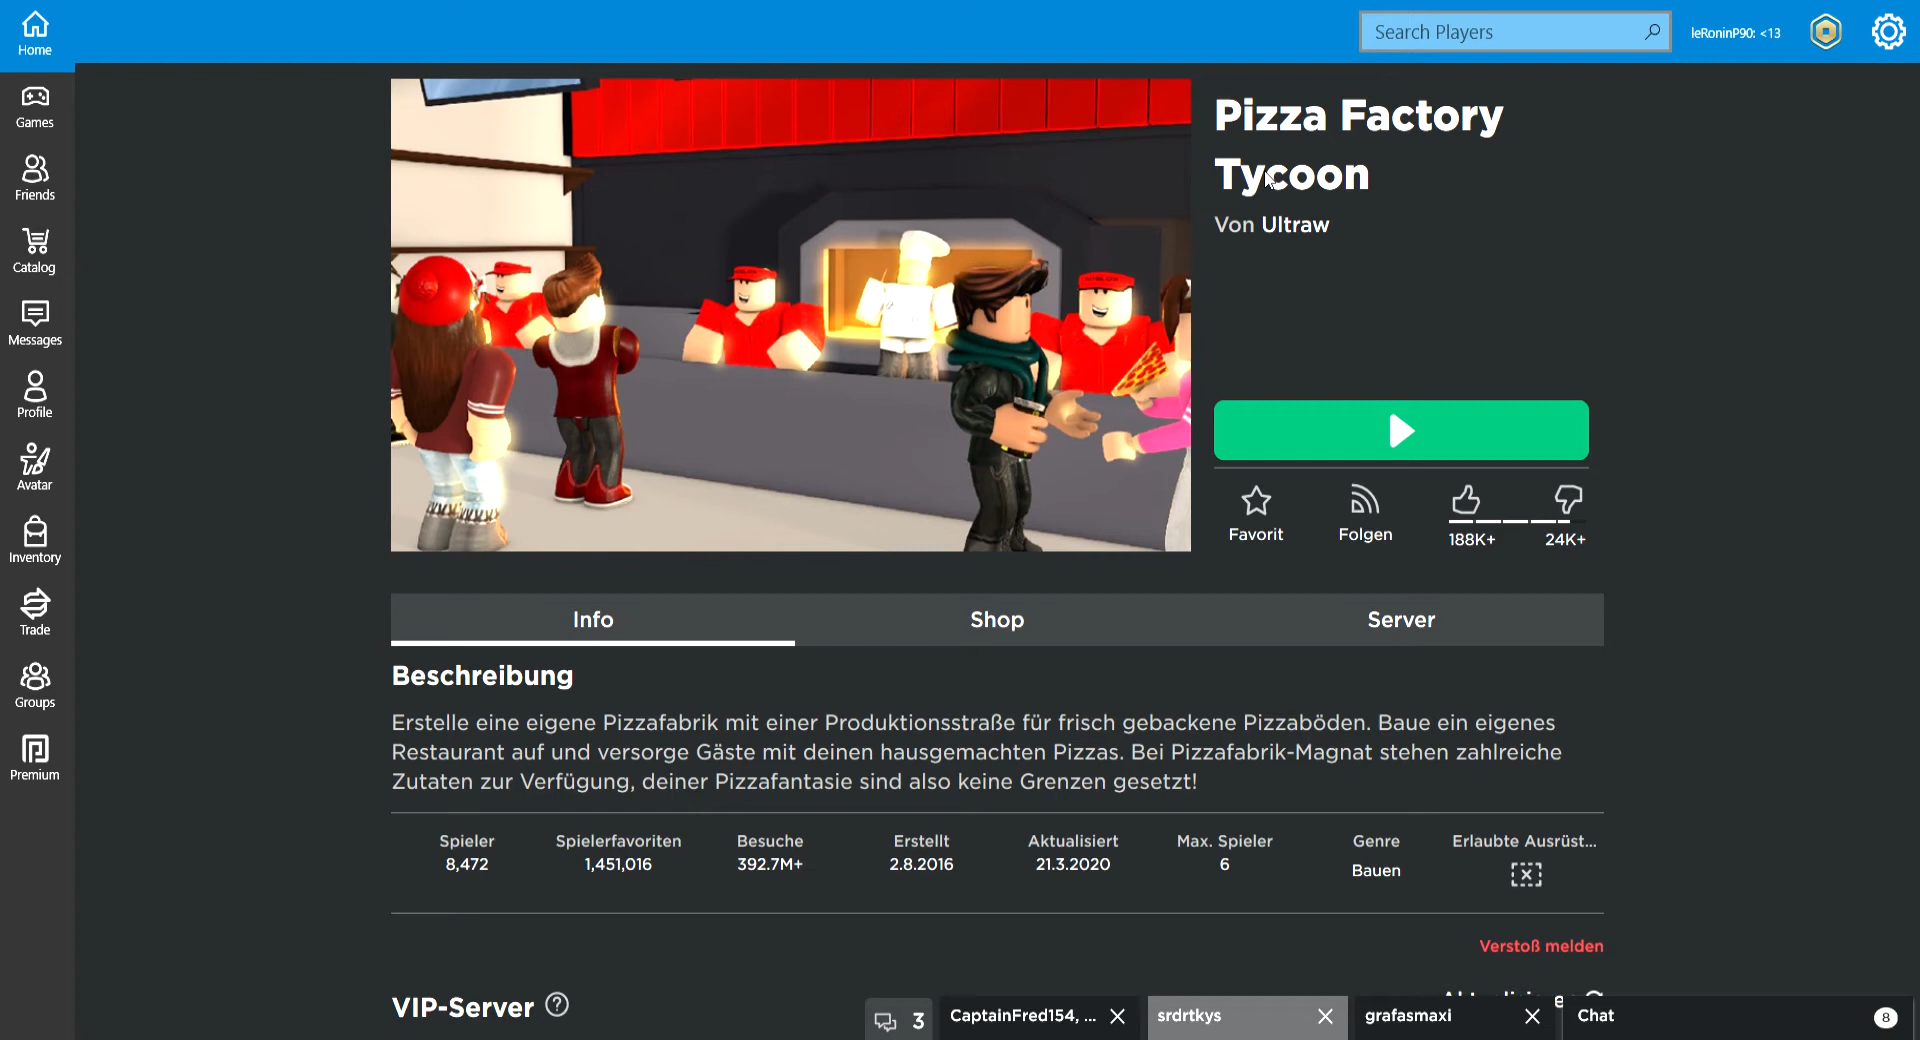 Home
Search Players
leRoninP90: <13
Games
Friends
Catalog
Messages
Profile
Avatar
Inventory
Trade
Groups
Premium
Pizza Factory
Tycoon
Von Ultraw
Favorit
Folgen
188K+
24K+
Info
Shop
Server
Beschreibung
Erstelle eine eigene Pizzafabrik mit einer Produktionsstraße für frisch gebackene Pizzaböden. Baue ein eigenes
Restaurant auf und versorge Gäste mit deinen hausgemachten Pizzas. Bei Pizzafabrik-Magnat stehen zahlreiche
Zutaten zur Verfügung, deiner Pizzafantasie sind also keine Grenzen gesetzt!
Spieler
8,472
Spielerfavoriten
1,451,016
Besuche
392.7M+
Erstellt
2.8.2016
Aktualisiert
21.3.2020
Max. Spieler
6
Genre
Bauen
Erlaubte Ausrüst...
Verstoß melden
VIP-Server
3
CaptainFred154, ...
srdrtkys
grafasmaxi
Chat
8